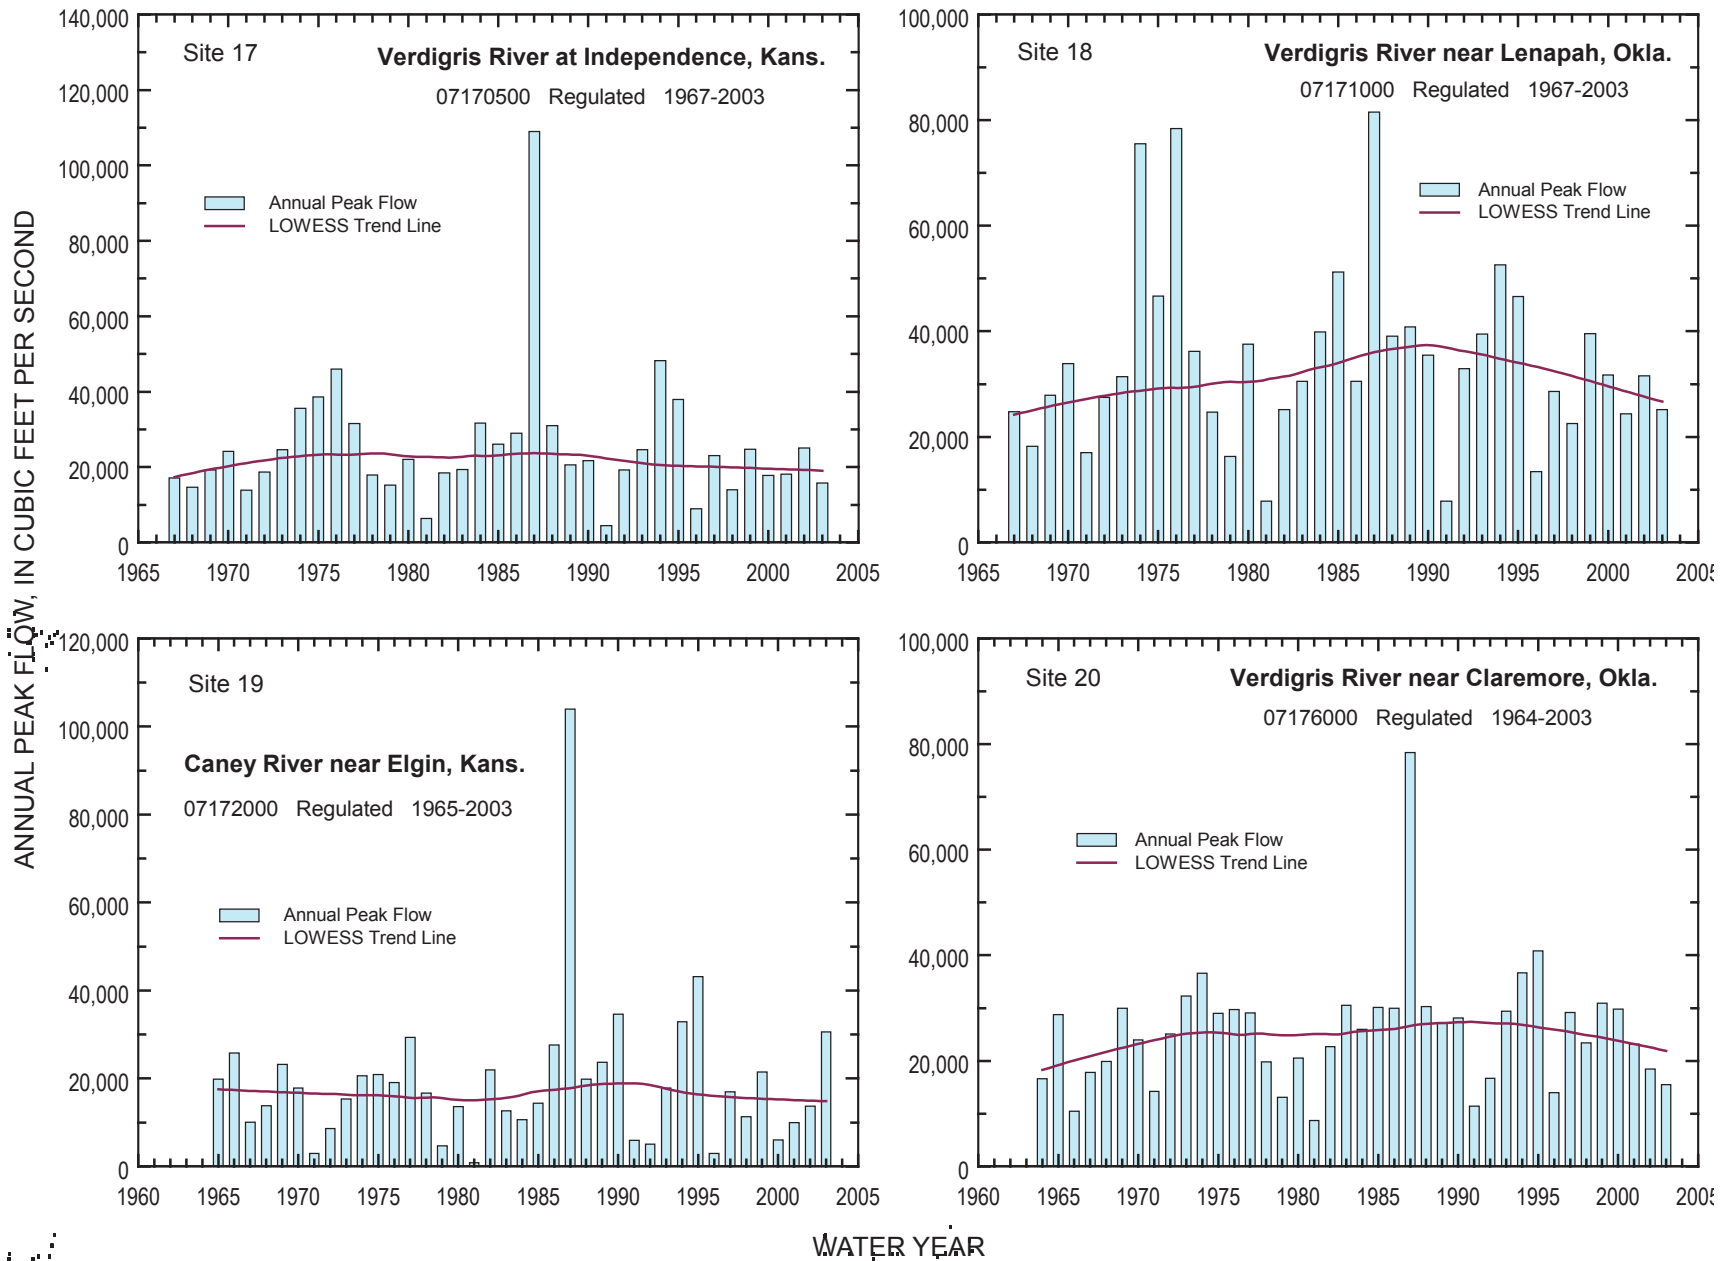 ANNUAL PEAK FLOW, IN CUBIC FEET PER SECOND
140,000
120,000
100,000
80,000
60,000
40,000
20,000
0
Site 17
Verdigris River at Independence, Kans.
07170500 Regulated 1967-2003
Annual Peak Flow
LOWESS Trend Line
1965 1970 1975 1980 1985 1990 1995 2000 2005
100,000
80,000
60,000
40,000
20,000
0
Site 18
Verdigris River near Lenapah, Okla.
07171000 Regulated 1967-2003
Annual Peak Flow
LOWESS Trend Line
1965 1970 1975 1980 1985 1990 1995 2000 2005
120,000
100,000
80,000
60,000
40,000
20,000
0
Site 19
Caney River near Elgin, Kans.
07172000 Regulated 1965-2003
Annual Peak Flow
LOWESS Trend Line
1960 1965 1970 1975 1980 1985 1990 1995 2000 2005
100,000
80,000
60,000
40,000
20,000
0
Site 20
Verdigris River near Claremore, Okla.
07176000 Regulated 1964-2003
Annual Peak Flow
LOWESS Trend Line
1960 1965 1970 1975 1980 1985 1990 1995 2000 2005
WATER YEAR